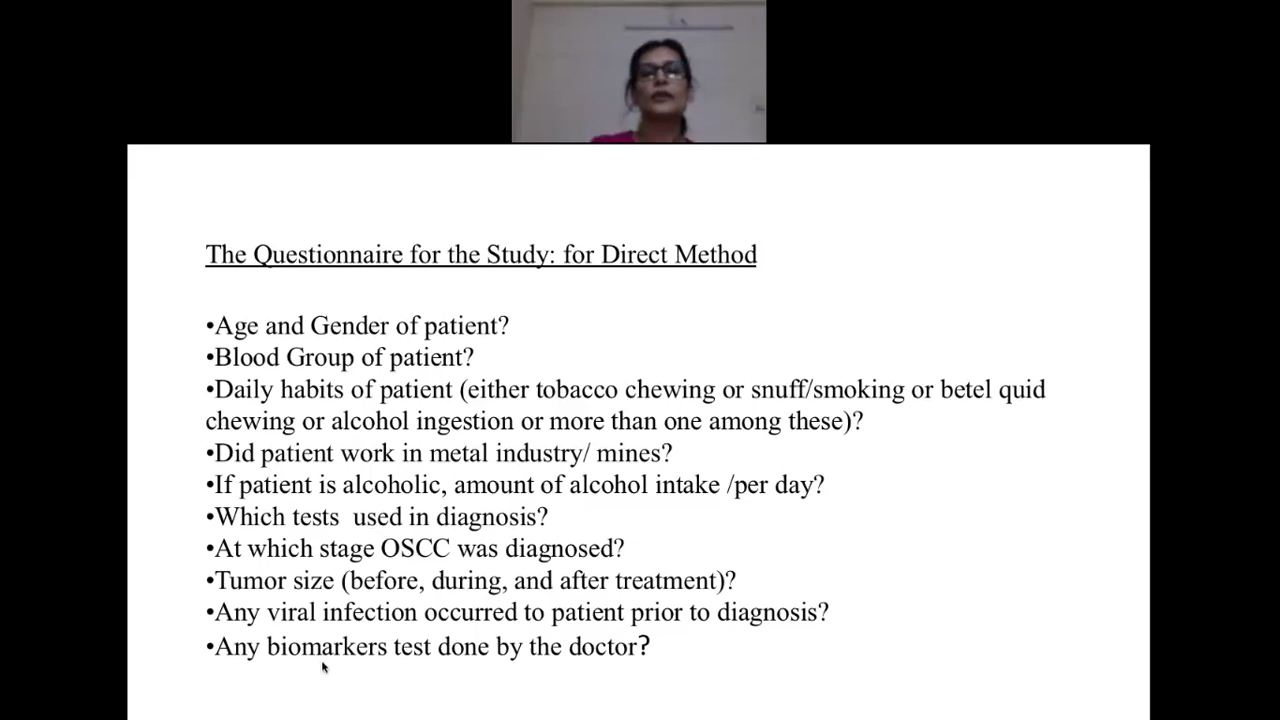 The Questionnaire for the Study: for Direct Method
•Age and Gender of patient?
•Blood Group of patient?
•Daily habits of patient (either tobacco chewing or snuff/smoking or betel quid
chewing or alcohol ingestion or more than one among these)?
•Did patient work in metal industry/ mines?
•If patient is alcoholic, amount of alcohol intake /per day?
•Which tests  used in diagnosis?
•At which stage OSCC was diagnosed?
•Tumor size (before, during, and after treatment)?
•Any viral infection occurred to patient prior to diagnosis?
•Any biomarkers test done by the doctor?